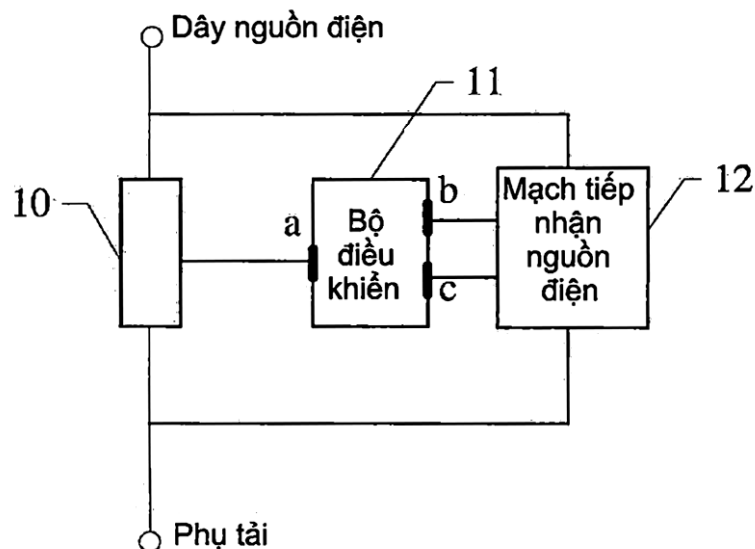 Dây nguồn điện
11
10
a
Bộ
điều
khiển
b
c
Mạch tiếp
nhận
nguồn
điện
12
Phụ tải